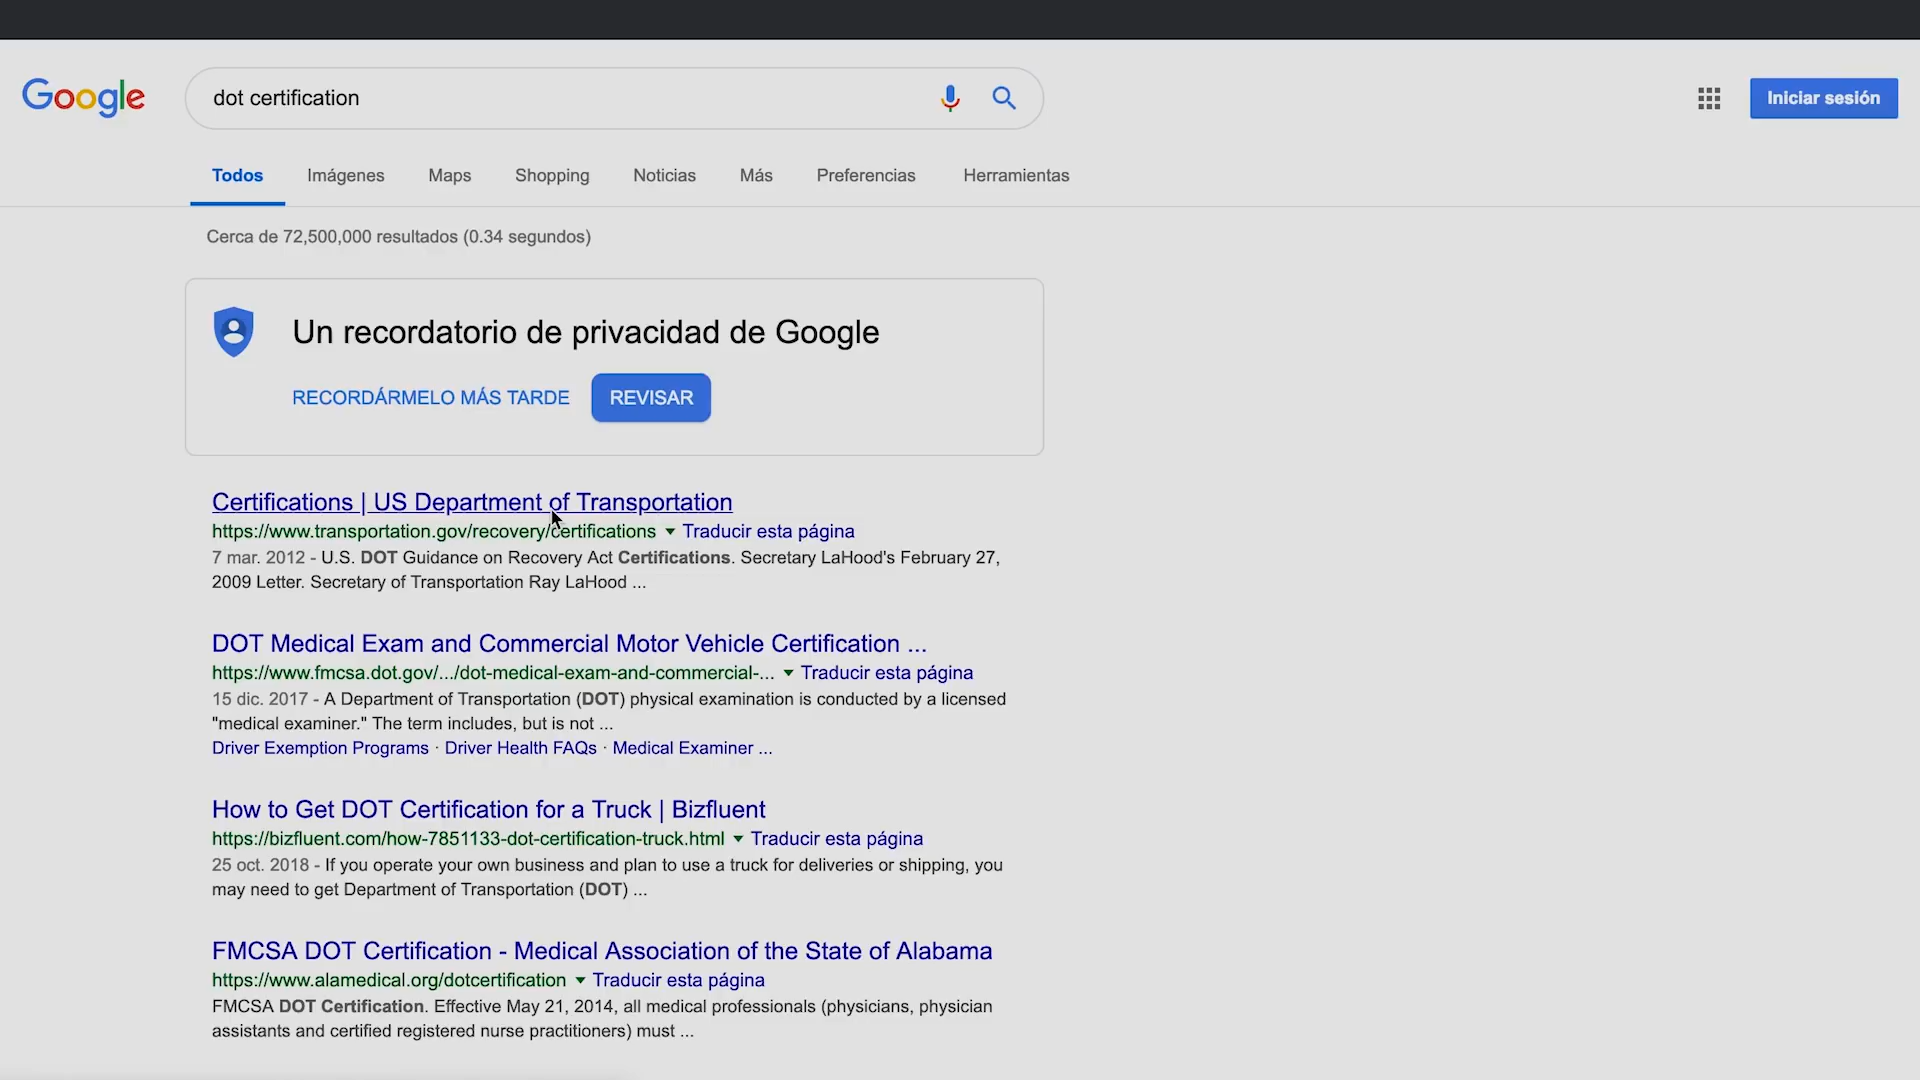 Google
dot certification
Iniciar sesión
Todos Imágenes Maps Shopping Noticias Más Preferencias Herramientas
Cerca de 72,500,000 resultados (0.34 segundos)
Un recordatorio de privacidad de Google
RECORDÁRMELO MÁS TARDE REVISAR
Certifications | US Department of Transportation
https://www.transportation.gov/recovery/certifications Traducir esta página
7 mar. 2012 - U.S. DOT Guidance on Recovery Act Certifications. Secretary LaHood's February 27,
2009 Letter. Secretary of Transportation Ray LaHood ...
DOT Medical Exam and Commercial Motor Vehicle Certification ...
https://www.fmcsa.dot.gov/.../dot-medical-exam-and-commercial-... Traducir esta página
15 dic. 2017 - A Department of Transportation (DOT) physical examination is conducted by a licensed
"medical examiner." The term includes, but is not ...
Driver Exemption Programs · Driver Health FAQs · Medical Examiner ...
How to Get DOT Certification for a Truck | Bizfluent
https://bizfluent.com/how-7851133-dot-certification-truck.html Traducir esta página
25 oct. 2018 - If you operate your own business and plan to use a truck for deliveries or shipping, you
may need to get Department of Transportation (DOT) ...
FMCSA DOT Certification - Medical Association of the State of Alabama
https://www.alamedical.org/dotcertification Traducir esta página
FMCSA DOT Certification. Effective May 21, 2014, all medical professionals (physicians, physician
assistants and certified registered nurse practitioners) must ...